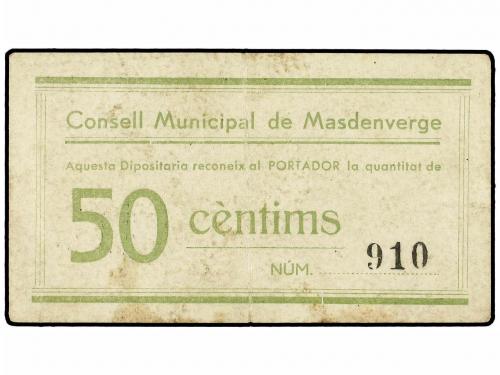 Consell Municipal de Masdenverge
Aquesta Dipositaria reconeix al PORTADOR la quantitat de
50 cèntims
NÚM. 910